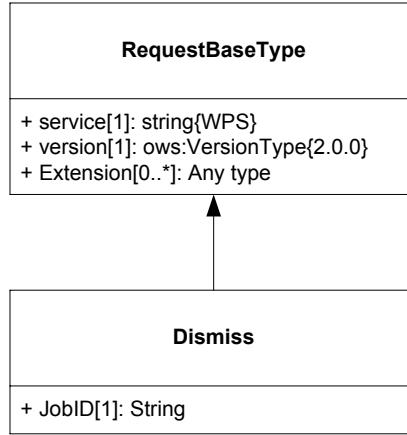 RequestBaseType
+ service[1]: string{WPS}
+ version[1]: ows:VersionType{2.0.0}
+ Extension[0..*]: Any type
Dismiss
+ JobID[1]: String